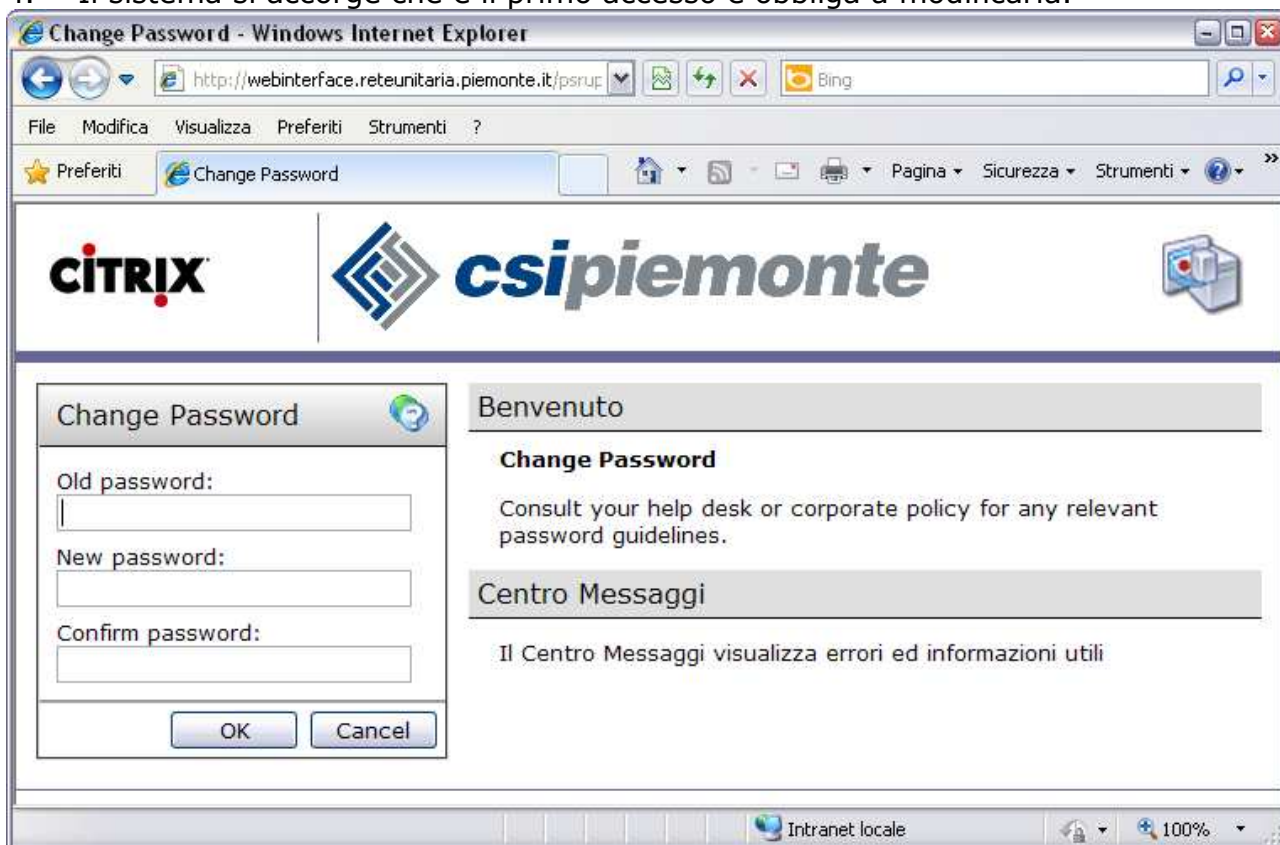 4. Il sistema si accorge che è il primo accesso e obbliga a modificarla.
Change Password - Windows Internet Explorer
http://webinterface.reteunitaria.piemonte.it/psrup
Bing
File Modifica Visualizza Preferiti Strumenti ?
Preferiti Change Password Pagina Sicurezza Strumenti »
CİTRIX csipiemonte
Change Password
Old password:
New password:
Confirm password:
OK Cancel
Benvenuto
Change Password
Consult your help desk or corporate policy for any relevant
password guidelines.
Centro Messaggi
Il Centro Messaggi visualizza errori ed informazioni utili
Intranet locale 100%